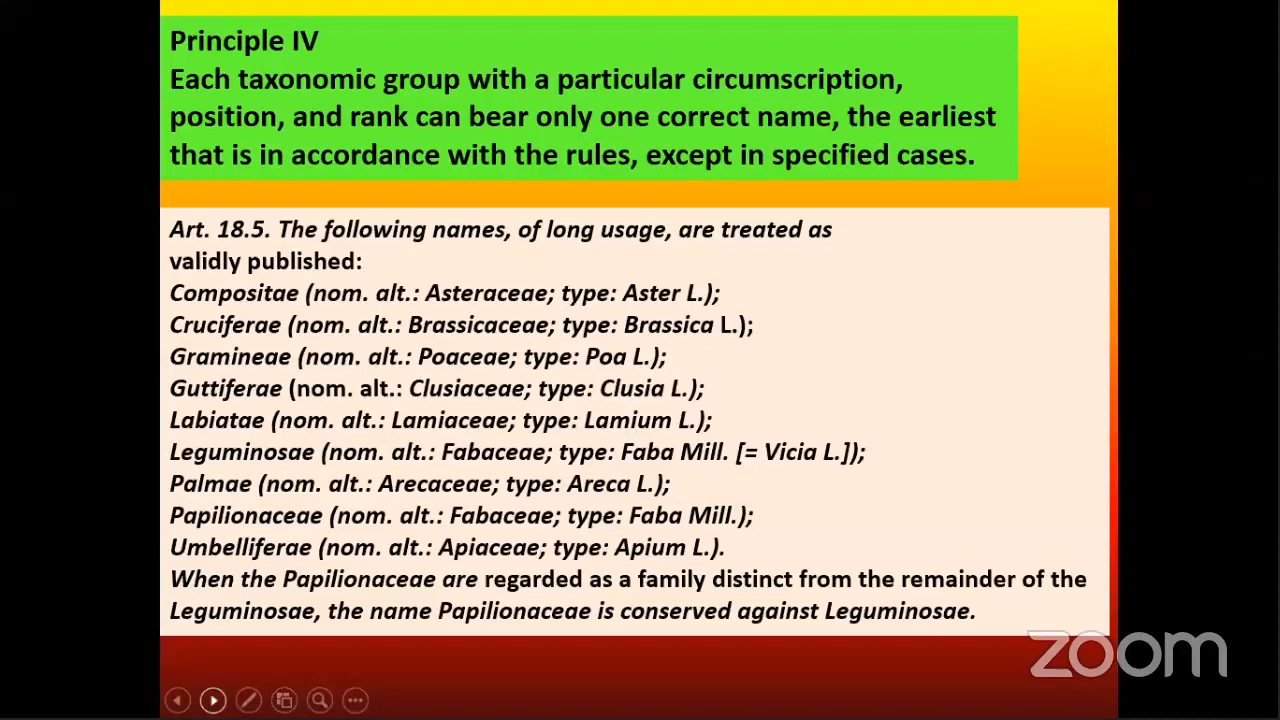 Principle IV
Each taxonomic group with a particular circumscription,
position, and rank can bear only one correct name, the earliest
that is in accordance with the rules, except in specified cases.
Art. 18.5. The following names, of long usage, are treated as
validly published:
Compositae (nom. alt.: Asteraceae; type: Aster L.);
Cruciferae (nom. alt.: Brassicaceae; type: Brassica L.);
Gramineae (nom. alt.: Poaceae; type: Poa L.);
Guttiferae (nom. alt.: Clusiaceae; type: Clusia L.);
Labiatae (nom. alt.: Lamiaceae; type: Lamium L.);
Leguminosae (nom. alt.: Fabaceae; type: Faba Mill. [= Vicia L.]);
Palmae (nom. alt.: Arecaceae; type: Areca L.);
Papilionaceae (nom. alt.: Fabaceae; type: Faba Mill.);
Umbelliferae (nom. alt.: Apiaceae; type: Apium L.).
When the Papilionaceae are regarded as a family distinct from the remainder of the
Leguminosae, the name Papilionaceae is conserved against Leguminosae.
zoom